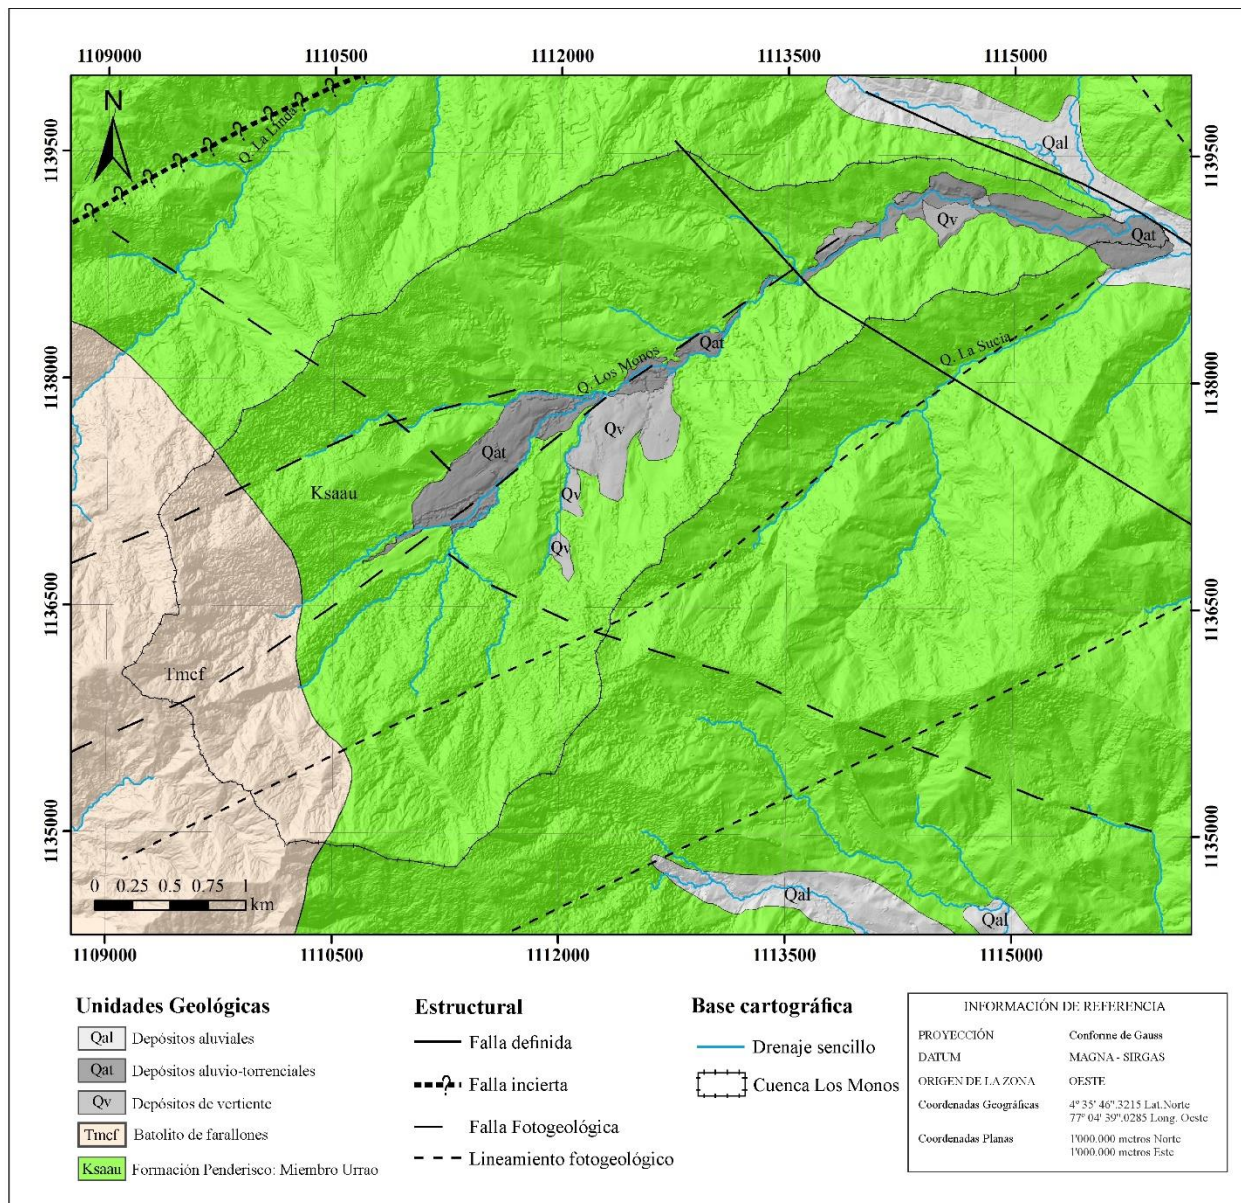 1109000 1110500 1112000 1113500 1115000
N
1139500
1138000
1136500
1135000
1139500
1138000
1136500
1135000
Q. La Linda
Qal
Qv
Qat
Q. La Sucia
Qat
Q. Los Monos
Qv
Qat
Ksaau
Qv
Qv
Tmcf
Qal
Qal
0 0.25 0.5 0.75 1
km
1109000 1110500 1112000 1113500 1115000
Unidades Geológicas
Qal Depósitos aluviales
Qat Depósitos aluvio-torrenciales
Qv Depósitos de vertiente
Tmcf Batolito de farallones
Ksaau Formación Penderisco: Miembro Urrao
Estructural
Falla definida
? Falla incierta
Falla Fotogeológica
Lineamiento fotogeológico
Base cartográfica
Drenaje sencillo
Cuenca Los Monos
INFORMACIÓN DE REFERENCIA
PROYECCIÓN Conforme de Gauss
DATUM MAGNA - SIRGAS
ORIGEN DE LA ZONA OESTE
Coordenadas Geográficas 4° 35' 46".3215 Lat.Norte
77° 04' 39".0285 Long. Oeste
Coordenadas Planas 1'000.000 metros Norte
1'000.000 metros Este